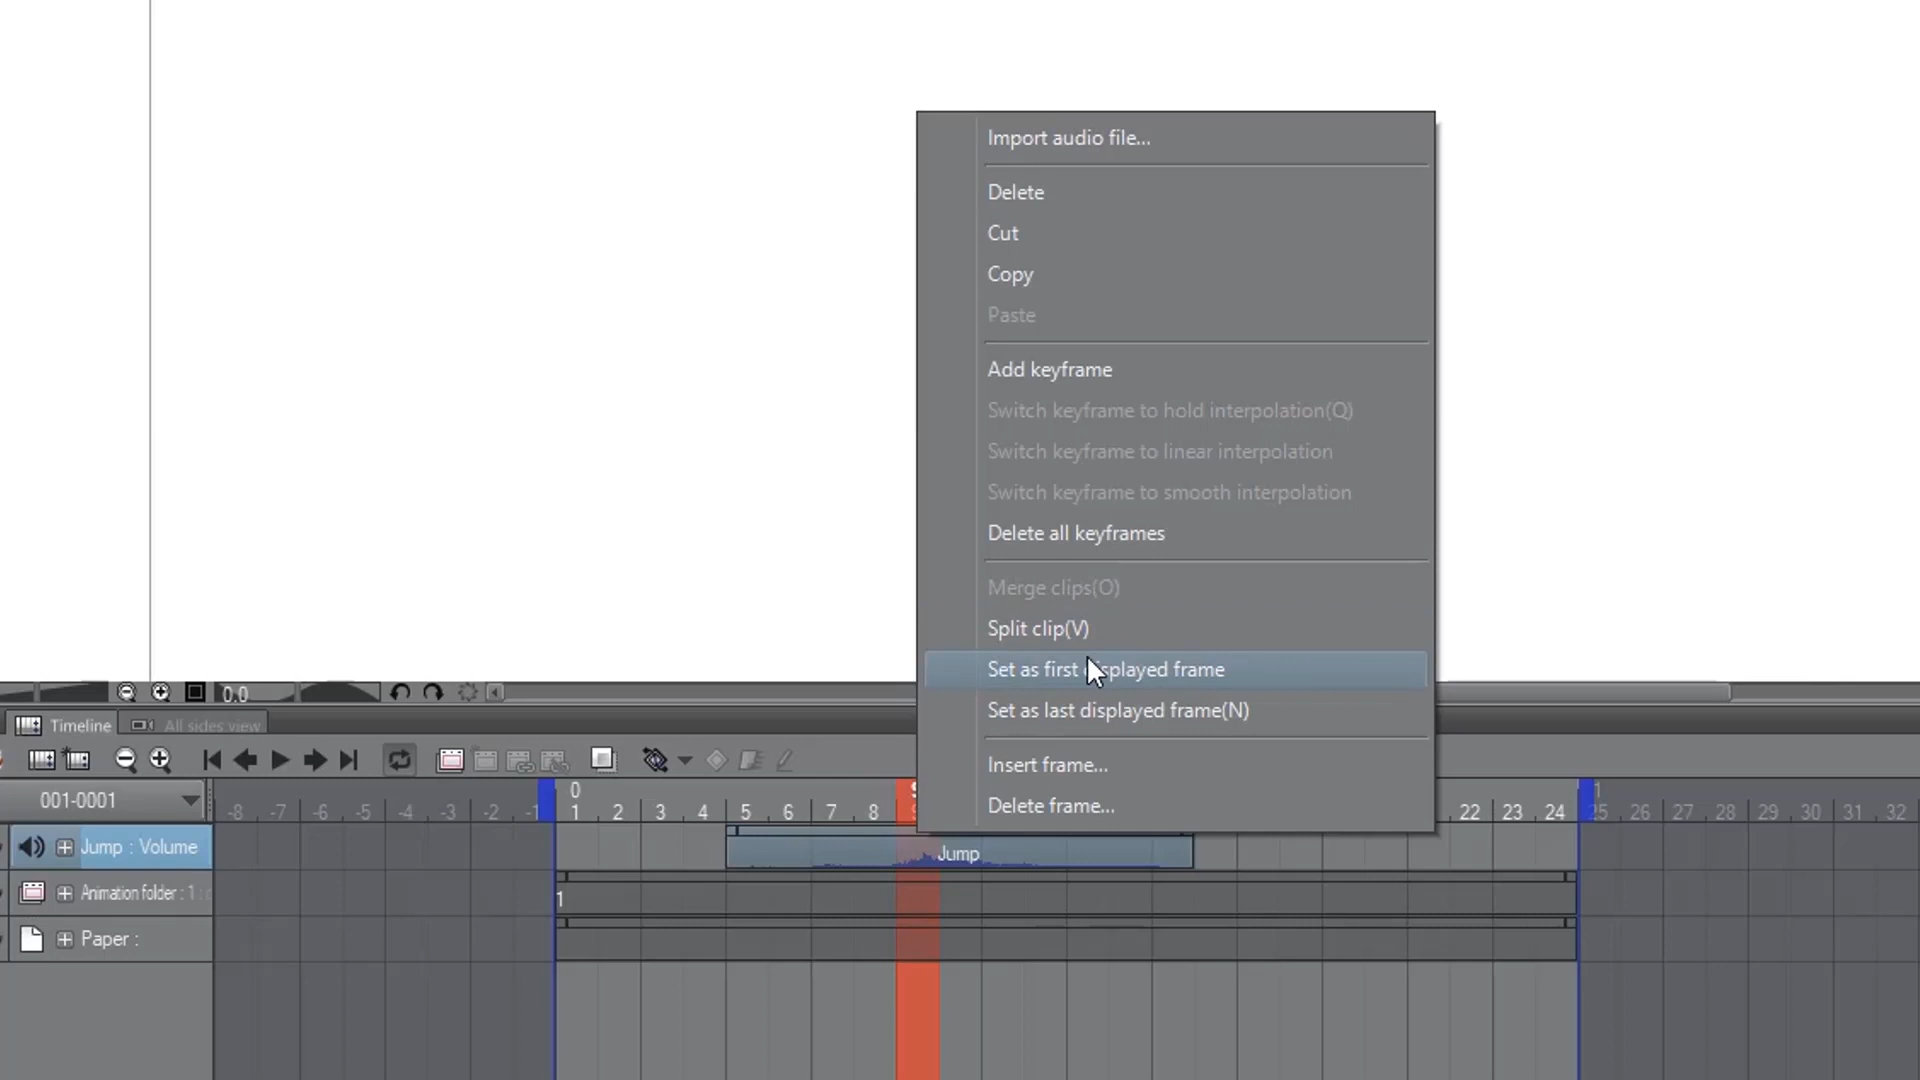 Import audio file...
Delete
Cut
Copy
Paste
Add keyframe
Switch keyframe to hold interpolation(Q)
Switch keyframe to linear interpolation
Switch keyframe to smooth interpolation
Delete all keyframes
Merge clips(O)
Split clip(V)
Set as first displayed frame
Set as last displayed frame(N)
Insert frame...
Delete frame...
0.0
Timeline
All sides view
001-0001
0
1
-8 -7 -6 -5 -4 -3 -2 -1 1 2 3 4 5 6 7 8 22 23 24 25 26 27 28 29 30 31 32
Jump : Volume
Jump
Animation folder : 1 :
1
Paper :